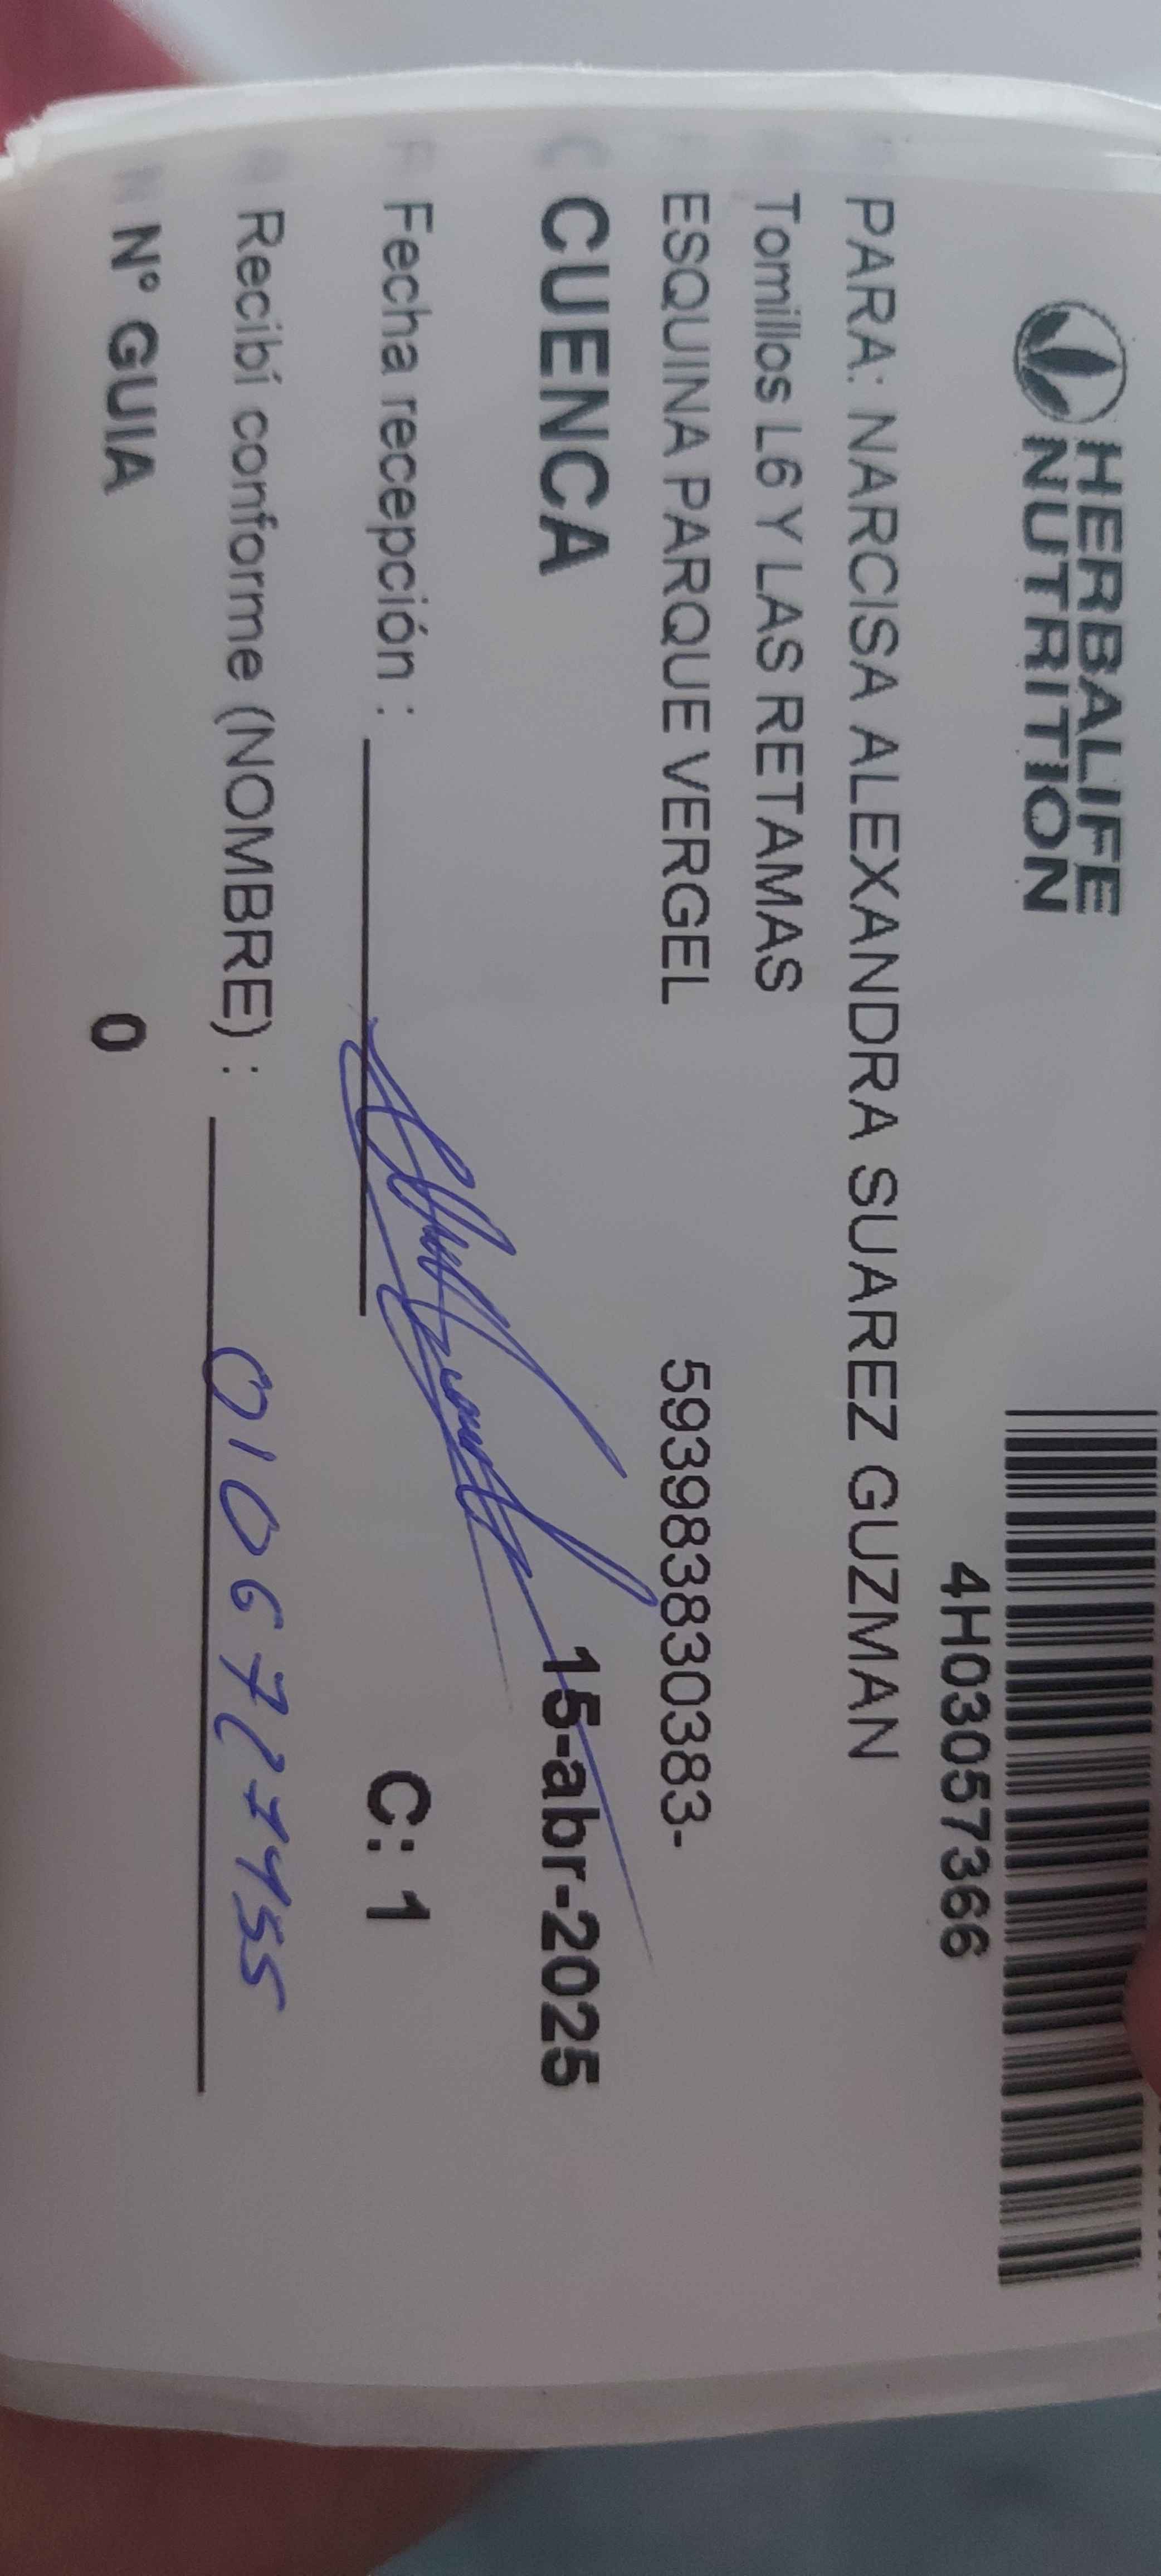 HERBALIFE
NUTRITION
4H03057366
PARA: NARCISA ALEXANDRA SUAREZ GUZMAN
Tomillos L6 Y LAS RETAMAS
ESQUINA PARQUE VERGEL 593983830383-
CUENCA 15-abr-2025
Fecha recepción : C: 1
Recibí conforme (NOMBRE) :
N° GUIA 0